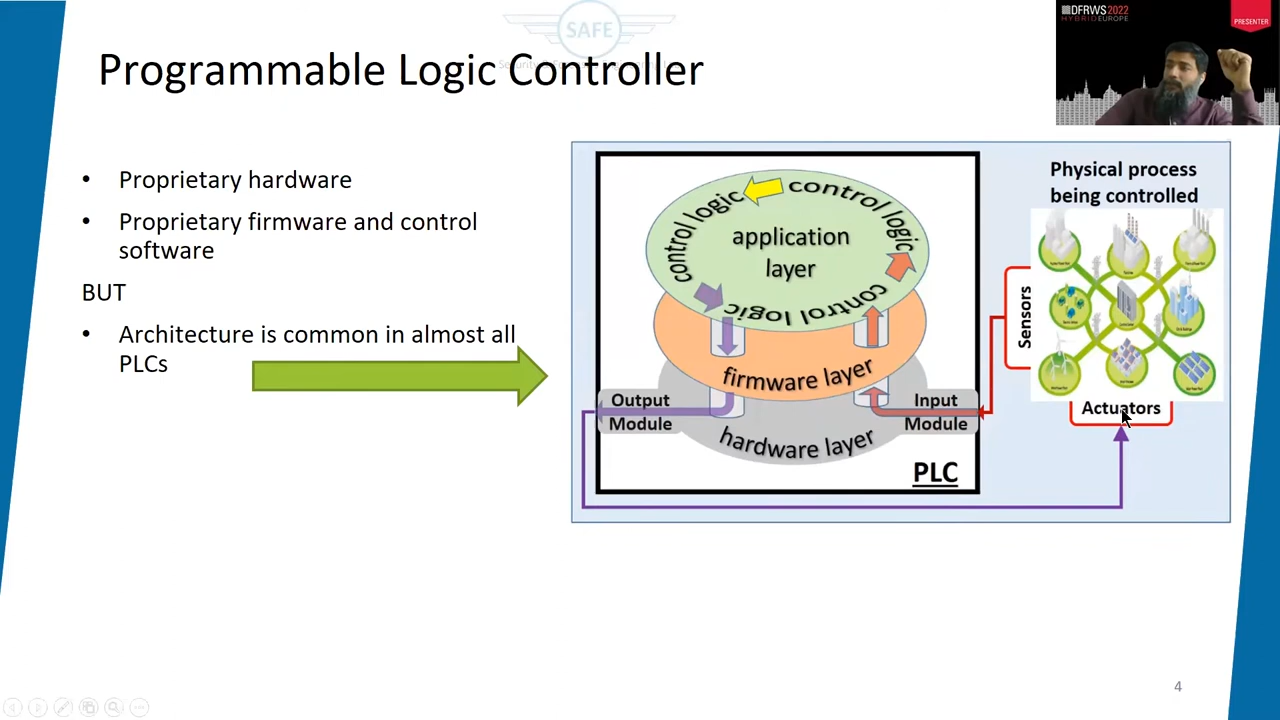 SAFE
Programmable Logic Controller
DFRWS2022
HYBRID EUROPE
PRESENTER
• Proprietary hardware
• Proprietary firmware and control
software
BUT
• Architecture is common in almost all
PLCs
control logic
control logic
control logic
control logic
application
layer
firmware layer
hardware layer
Output
Module
Input
Module
PLC
Physical process
being controlled
Sensors
Actuators
4